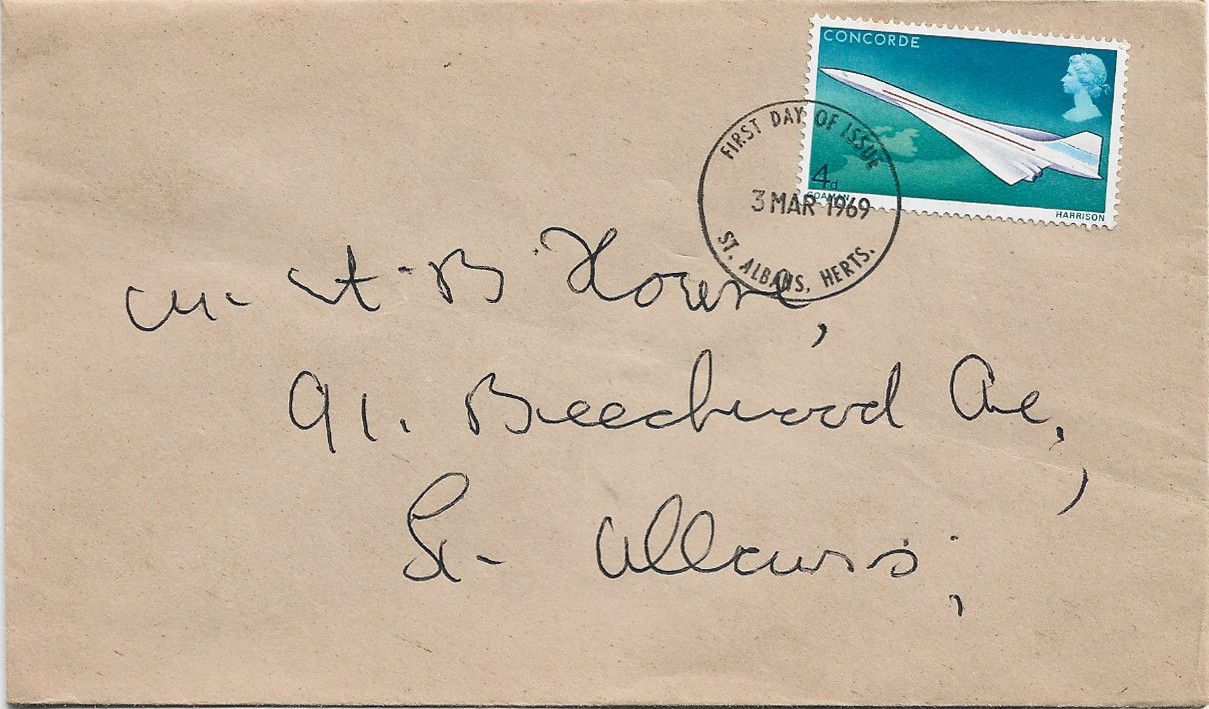 CONCORDE
4d
GOAMAN
HARRISON
FIRST DAY OF ISSUE
3 MAR 1969
ST. ALBANS, HERTS.
Mr. A. B. Howe,
91. Beechwood Ave,
St. Albans,